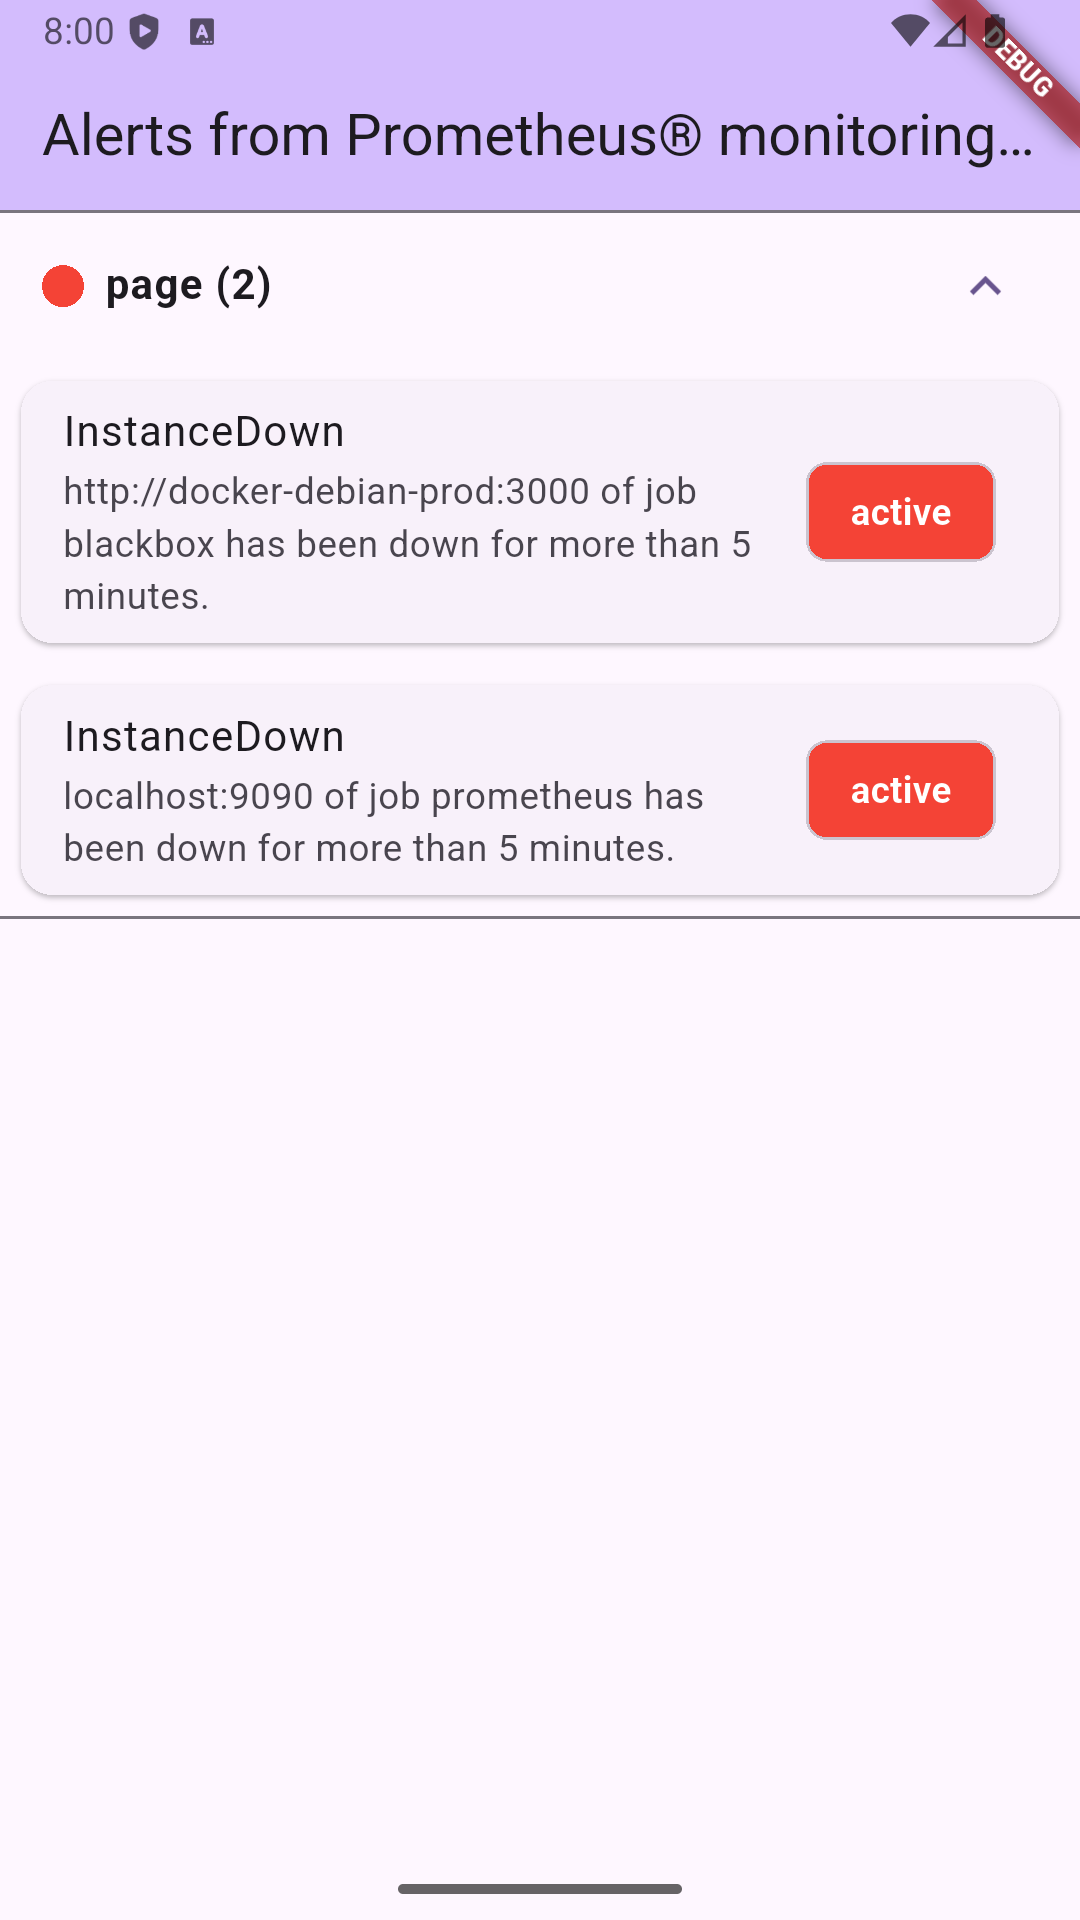 8:00
DEBUG
Alerts from Prometheus® monitoring...
page (2)
InstanceDown
http://docker-debian-prod:3000 of job
blackbox has been down for more than 5
minutes.
active
InstanceDown
localhost:9090 of job prometheus has
been down for more than 5 minutes.
active